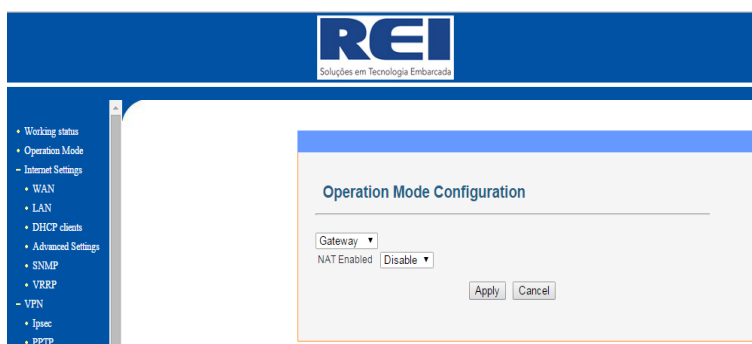 REI
Soluções em Tecnologia Embarcada
Working status
Operation Mode
Internet Settings
WAN
LAN
DHCP clients
Advanced Settings
SNMP
VRRP
VPN
Ipsec
PPTP
Operation Mode Configuration
Gateway
NAT Enabled Disable
Apply Cancel